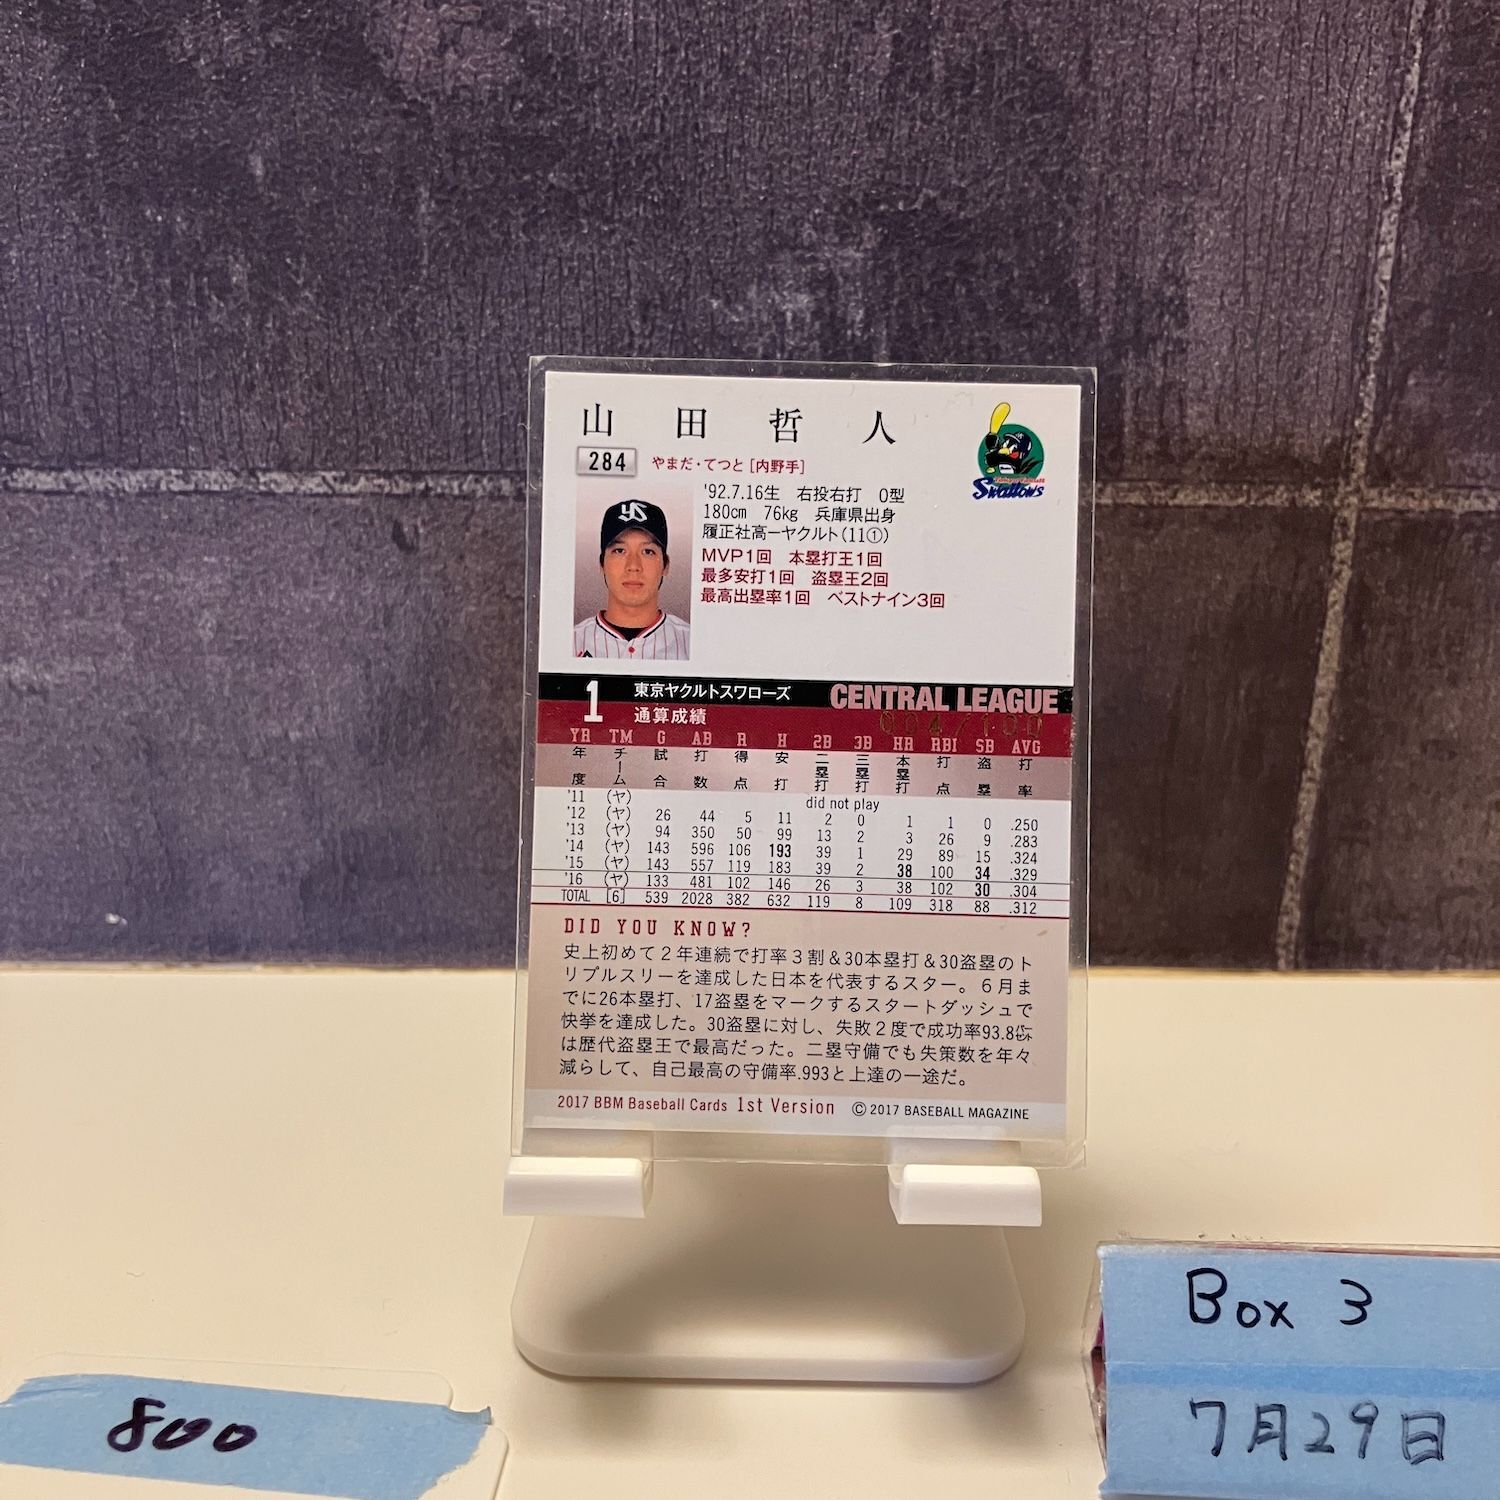 山田哲人
284 やまだ・てつと [内野手]
Swallows
'92.7.16生 右投右打 O型
180cm 76kg 兵庫県出身
履正社高ーヤクルト(11①)
MVP1回 本塁打王1回
最多安打1回 盗塁王2回
最高出塁率1回 ベストナイン3回
YS
1 東京ヤクルトスワローズ CENTRAL LEAGUE
通算成績 004/100
YR TM G AB R H 2B 3B HR RBI SB AVG
年度 チーム 試合 打数 得点 安打 二塁打 三塁打 本塁打 打点 盗塁 打率
'11 (ヤ) did not play
'12 (ヤ) 26 44 5 11 2 0 1 1 0 .250
'13 (ヤ) 94 350 50 99 13 2 3 26 9 .283
'14 (ヤ) 143 596 106 193 39 1 29 89 15 .324
'15 (ヤ) 143 557 119 183 39 2 38 100 34 .329
'16 (ヤ) 133 481 102 146 26 3 38 102 30 .304
TOTAL [6] 539 2028 382 632 119 8 109 318 88 .312
DID YOU KNOW?
史上初めて2年連続で打率3割&30本塁打&30盗塁のト
リプルスリーを達成した日本を代表するスター。6月ま
でに26本塁打、17盗塁をマークするスタートダッシュで
快挙を達成した。30盗塁に対し、失敗2度で成功率93.8㌫
は歴代盗塁王で最高だった。二塁守備でも失策数を年々
減らして、自己最高の守備率.993と上達の一途だ。
2017 BBM Baseball Cards 1st Version © 2017 BASEBALL MAGAZINE
Box 3
7月29日
800